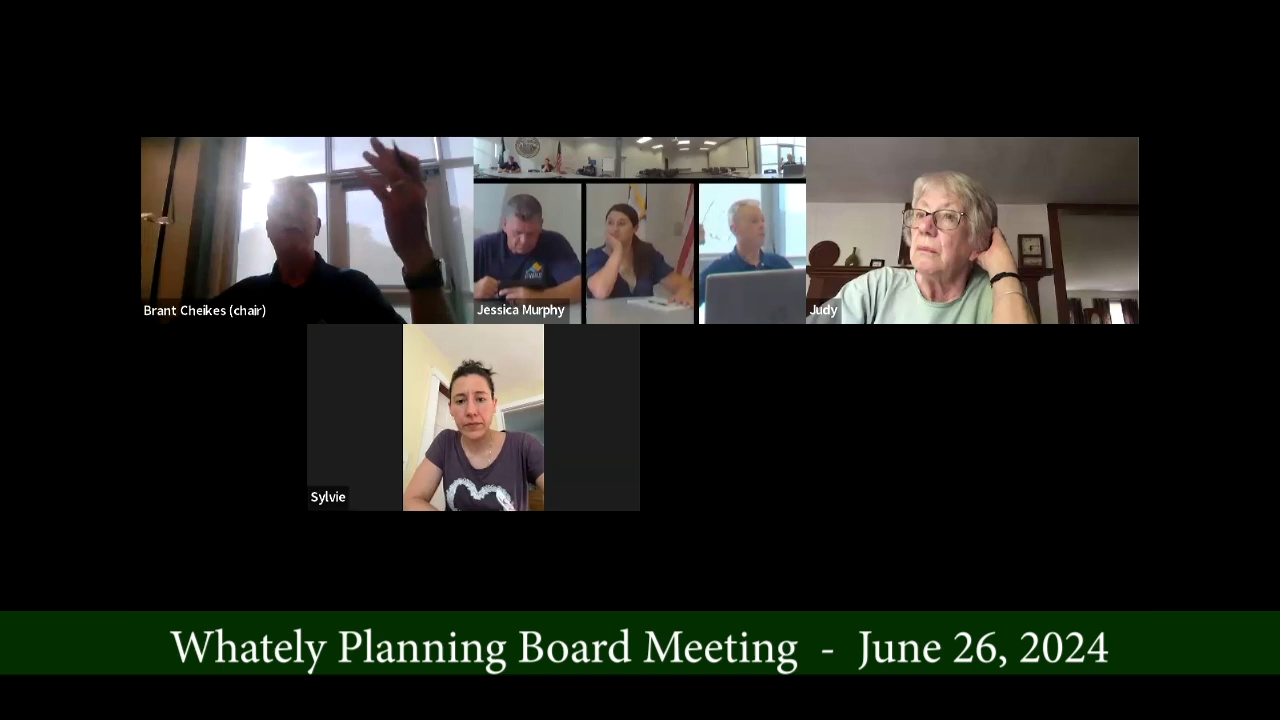 Brant Cheikes (chair)
Jessica Murphy
Judy
Sylvie
Whately Planning Board Meeting - June 26, 2024